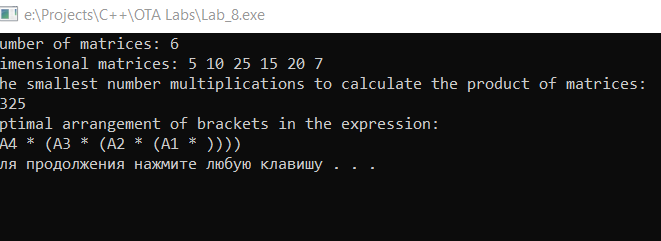 e:\Projects\C++\OTA Labs\Lab_8.exe
umber of matrices: 6
imensional matrices: 5 10 25 15 20 7
he smallest number multiplications to calculate the product of matrices:
325
ptimal arrangement of brackets in the expression:
A4 * (A3 * (A2 * (A1 * ))))
ля продолжения нажмите любую клавишу . . .